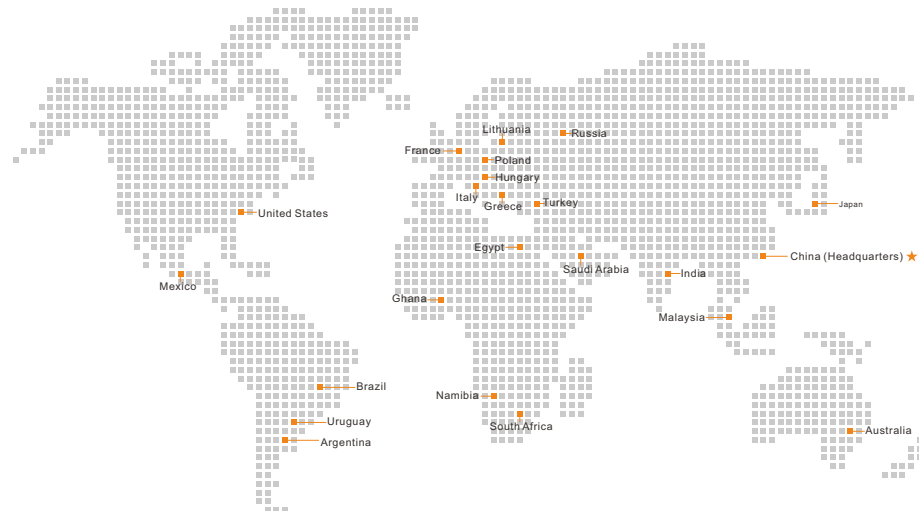 Lithuania
Russia
France
Poland
Hungary
Italy
Greece
Turkey
Japan
United States
Egypt
China (Headquarters)
Saudi Arabia
India
Mexico
Ghana
Malaysia
Brazil
Namibia
Uruguay
South Africa
Australia
Argentina